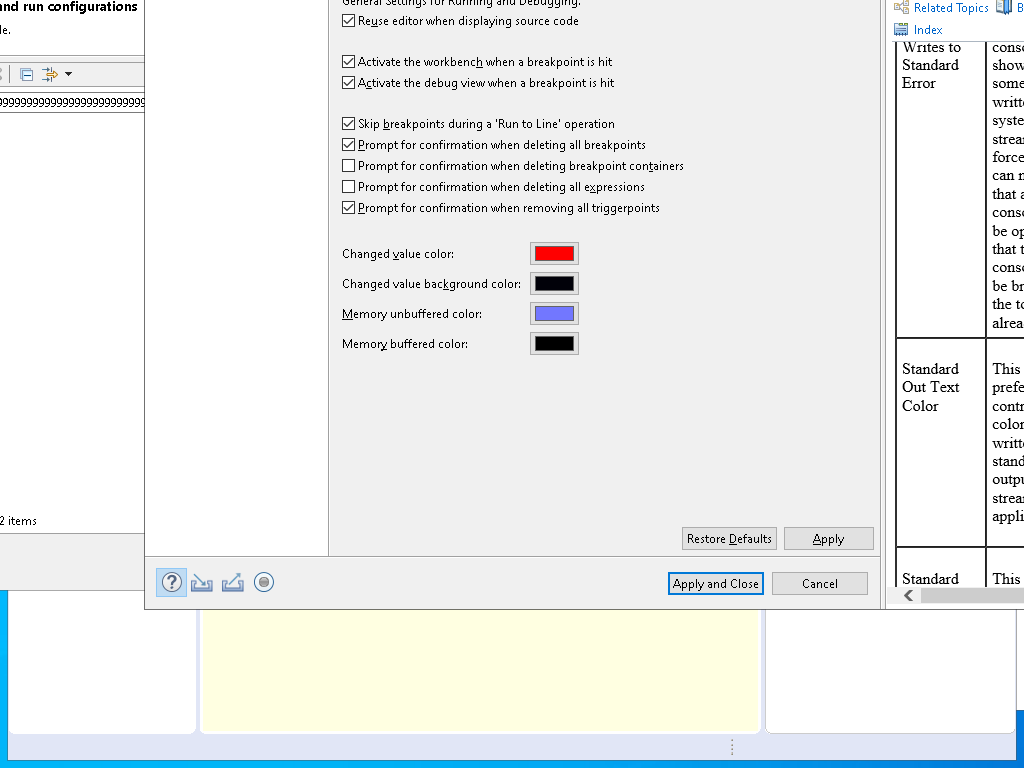 and run configurations
le.
2 items
General Settings for Running and Debugging.
Reuse editor when displaying source code
Activate the workbench when a breakpoint is hit
Activate the debug view when a breakpoint is hit
Skip breakpoints during a 'Run to Line' operation
Prompt for confirmation when deleting all breakpoints
Prompt for confirmation when deleting breakpoint containers
Prompt for confirmation when deleting all expressions
Prompt for confirmation when removing all triggerpoints
Changed value color:
Changed value background color:
Memory unbuffered color:
Memory buffered color:
Restore Defaults Apply
Apply and Close Cancel
Related Topics B
Index
Writes to
Standard
Error
conso
show
some
writte
syste
strear
force
can n
that a
conso
be op
that t
conso
be br
the to
alrea
Standard
Out Text
Color
This
prefe
contr
color
writte
stand
outpu
strear
appli
Standard This